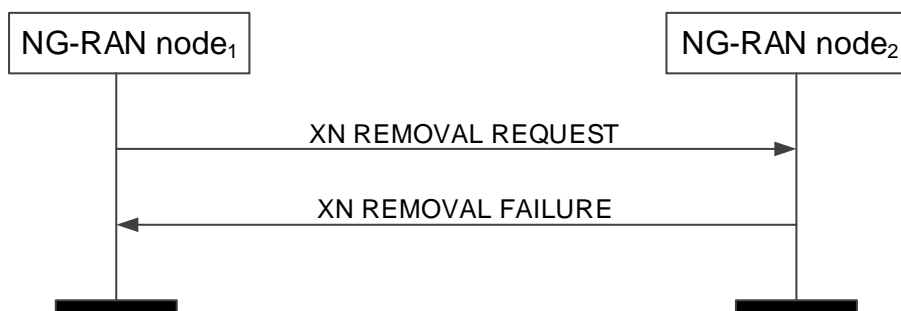 NG-RAN node₁
NG-RAN node₂
XN REMOVAL REQUEST
XN REMOVAL FAILURE